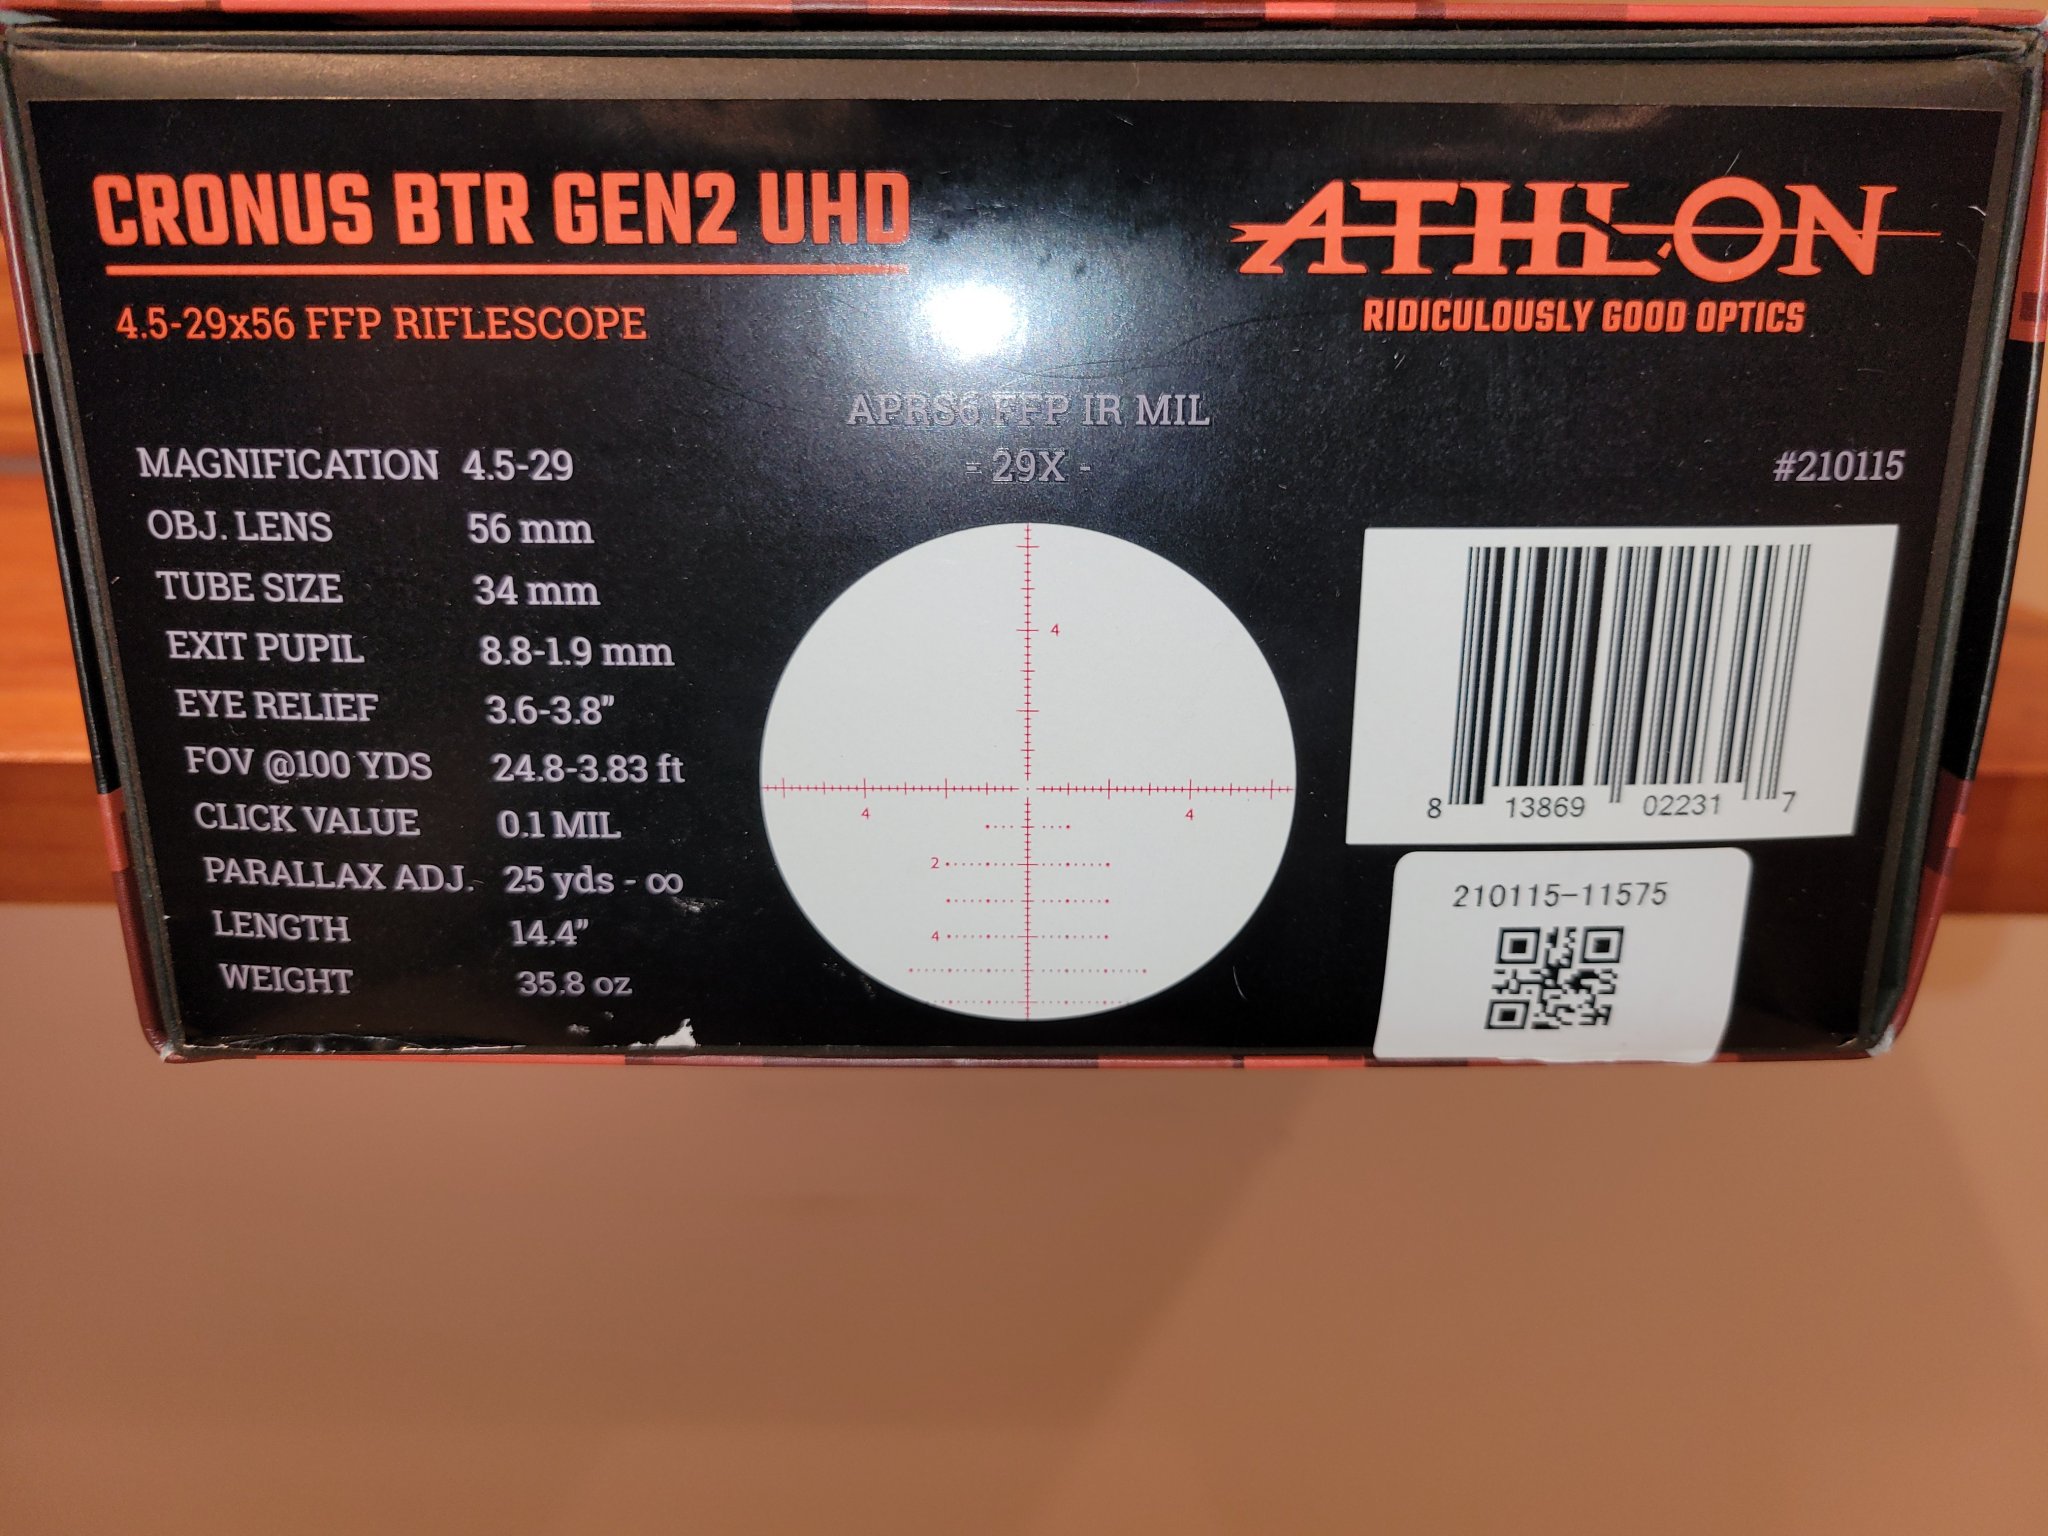 CRONUS BTR GEN2 UHD
4.5-29x56 FFP RIFLESCOPE
ATHLON
RIDICULOUSLY GOOD OPTICS
MAGNIFICATION 4.5-29
OBJ. LENS 56 mm
TUBE SIZE 34 mm
EXIT PUPIL 8.8-1.9 mm
EYE RELIEF 3.6-3.8”
FOV @100 YDS 24.8-3.83 ft
CLICK VALUE 0.1 MIL
PARALLAX ADJ. 25 yds - ∞
LENGTH 14.4”
WEIGHT 35.8 oz
APRS6 FFP IR MIL
- 29X -
4
4 4
2
4
#210115
8 13869 02231 7
210115-11575